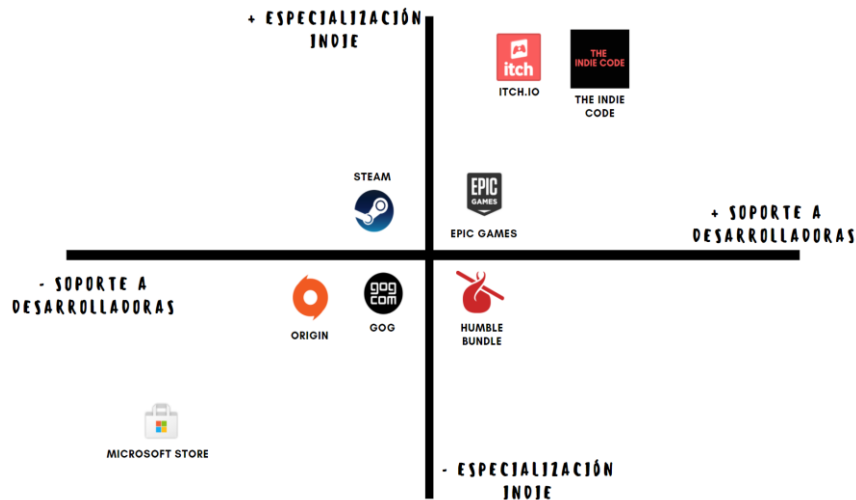 + ESPECIALIZACIÓN
INDIE
itch
ITCH.IO
THE
INDIE CODE
THE INDIE
CODE
STEAM
EPIC
GAMES
EPIC GAMES
+ SOPORTE A
DESARROLLADORAS
- SOPORTE A
DESARROLLADORAS
ORIGIN
gog
com
GOG
HUMBLE
BUNDLE
MICROSOFT STORE
- ESPECIALIZACIÓN
INDIE